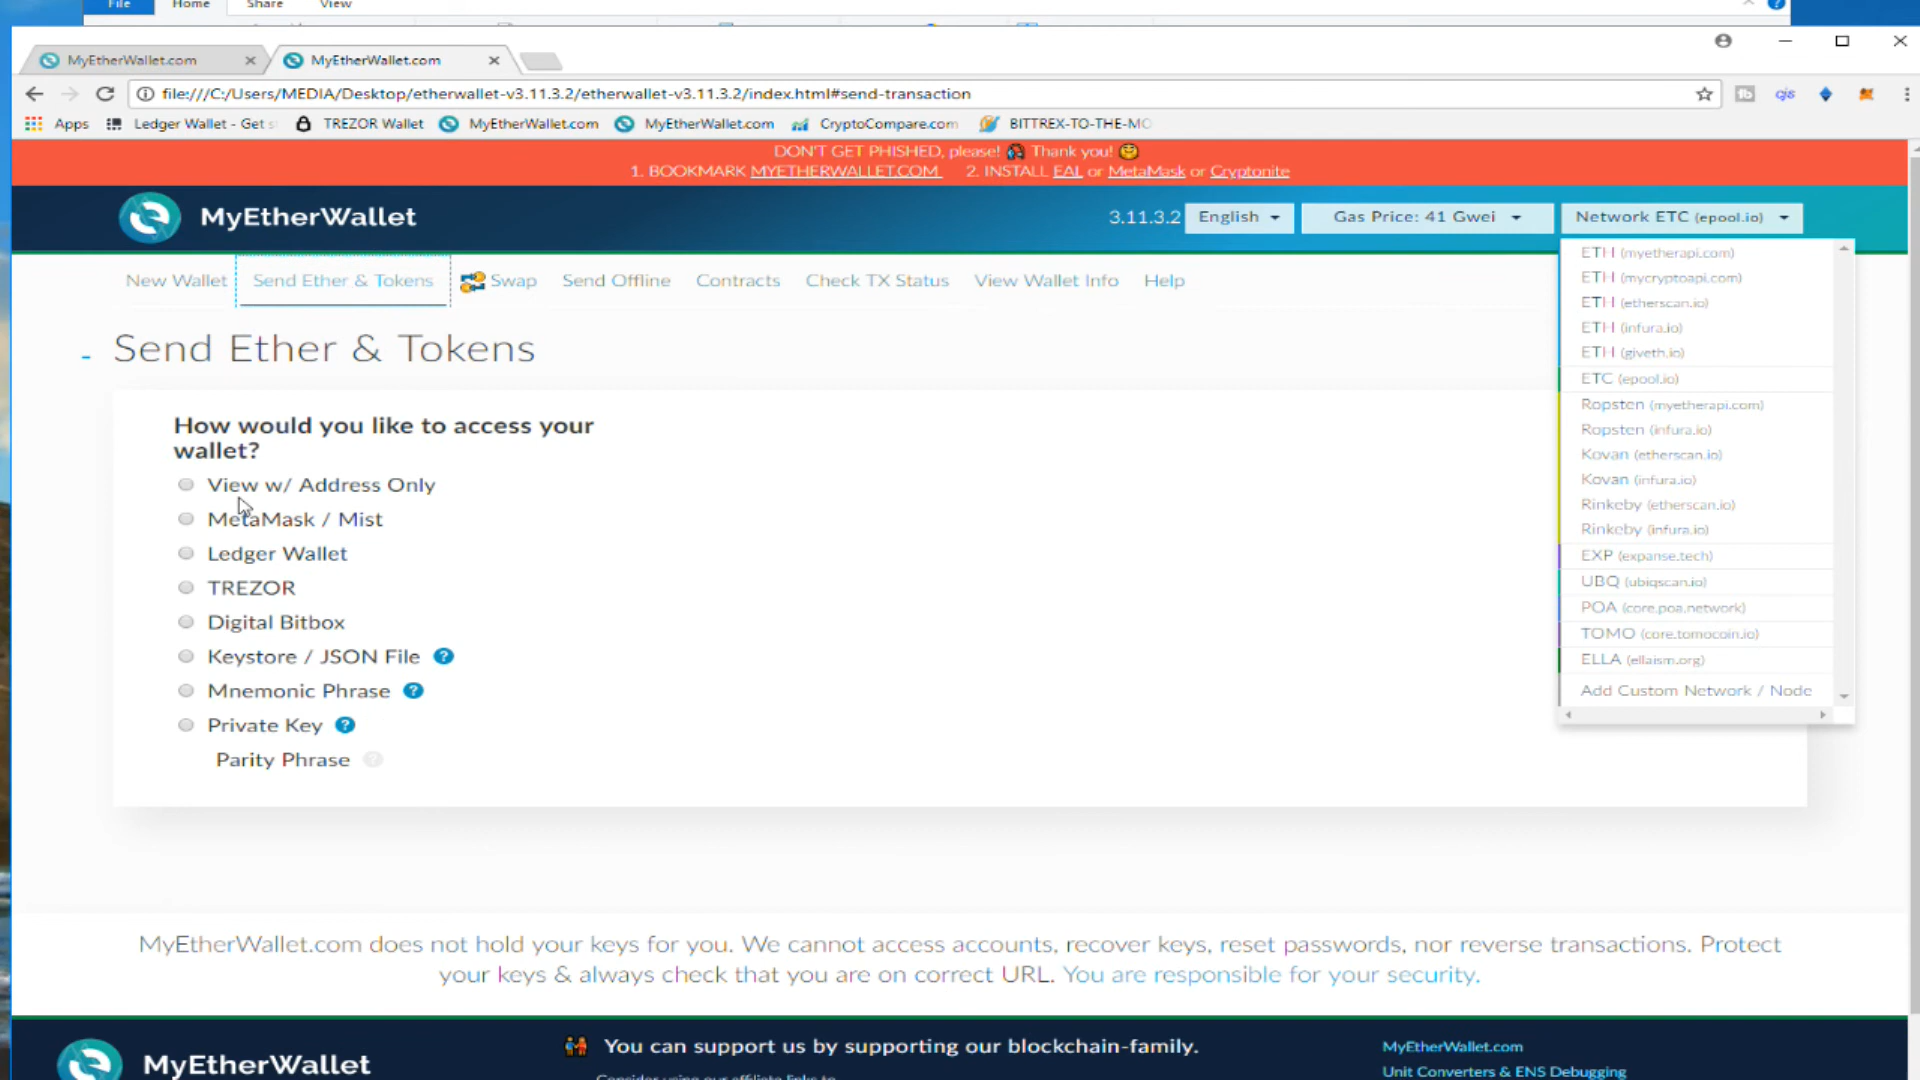 File Home Share View
MyEtherWallet.com MyEtherWallet.com
file:///C:/Users/MEDIA/Desktop/etherwallet-v3.11.3.2/etherwallet-v3.11.3.2/index.html#send-transaction
Apps Ledger Wallet - Get TREZOR Wallet MyEtherWallet.com MyEtherWallet.com CryptoCompare.com BITTREX-TO-THE-MO
DON'T GET PHISHED, please! Thank you!
1. BOOKMARK MYETHERWALLET.COM 2. INSTALL EAL or MetaMask or Cryptonite
MyEtherWallet 3.11.3.2 English Gas Price: 41 Gwei Network ETC (epool.io)
New Wallet Send Ether & Tokens Swap Send Offline Contracts Check TX Status View Wallet Info Help
ETH (myetherapi.com)
ETH (mycryptoapi.com)
ETH (etherscan.io)
ETH (infura.io)
ETH (giveth.io)
ETC (epool.io)
Ropsten (myetherapi.com)
Ropsten (infura.io)
Kovan (etherscan.io)
Kovan (infura.io)
Rinkeby (etherscan.io)
Rinkeby (infura.io)
EXP (expanse.tech)
UBQ (ubiqscan.io)
POA (core.poa.network)
TOMO (core.tomocoin.io)
ELLA (ellaism.org)
Add Custom Network / Node
- Send Ether & Tokens
How would you like to access your
wallet?
View w/ Address Only
MetaMask / Mist
Ledger Wallet
TREZOR
Digital Bitbox
Keystore / JSON File ?
Mnemonic Phrase ?
Private Key ?
Parity Phrase ?
MyEtherWallet.com does not hold your keys for you. We cannot access accounts, recover keys, reset passwords, nor reverse transactions. Protect
your keys & always check that you are on correct URL. You are responsible for your security.
MyEtherWallet
You can support us by supporting our blockchain-family.
Consider using our affiliate links to
MyEtherWallet.com
Unit Converters & ENS Debugging